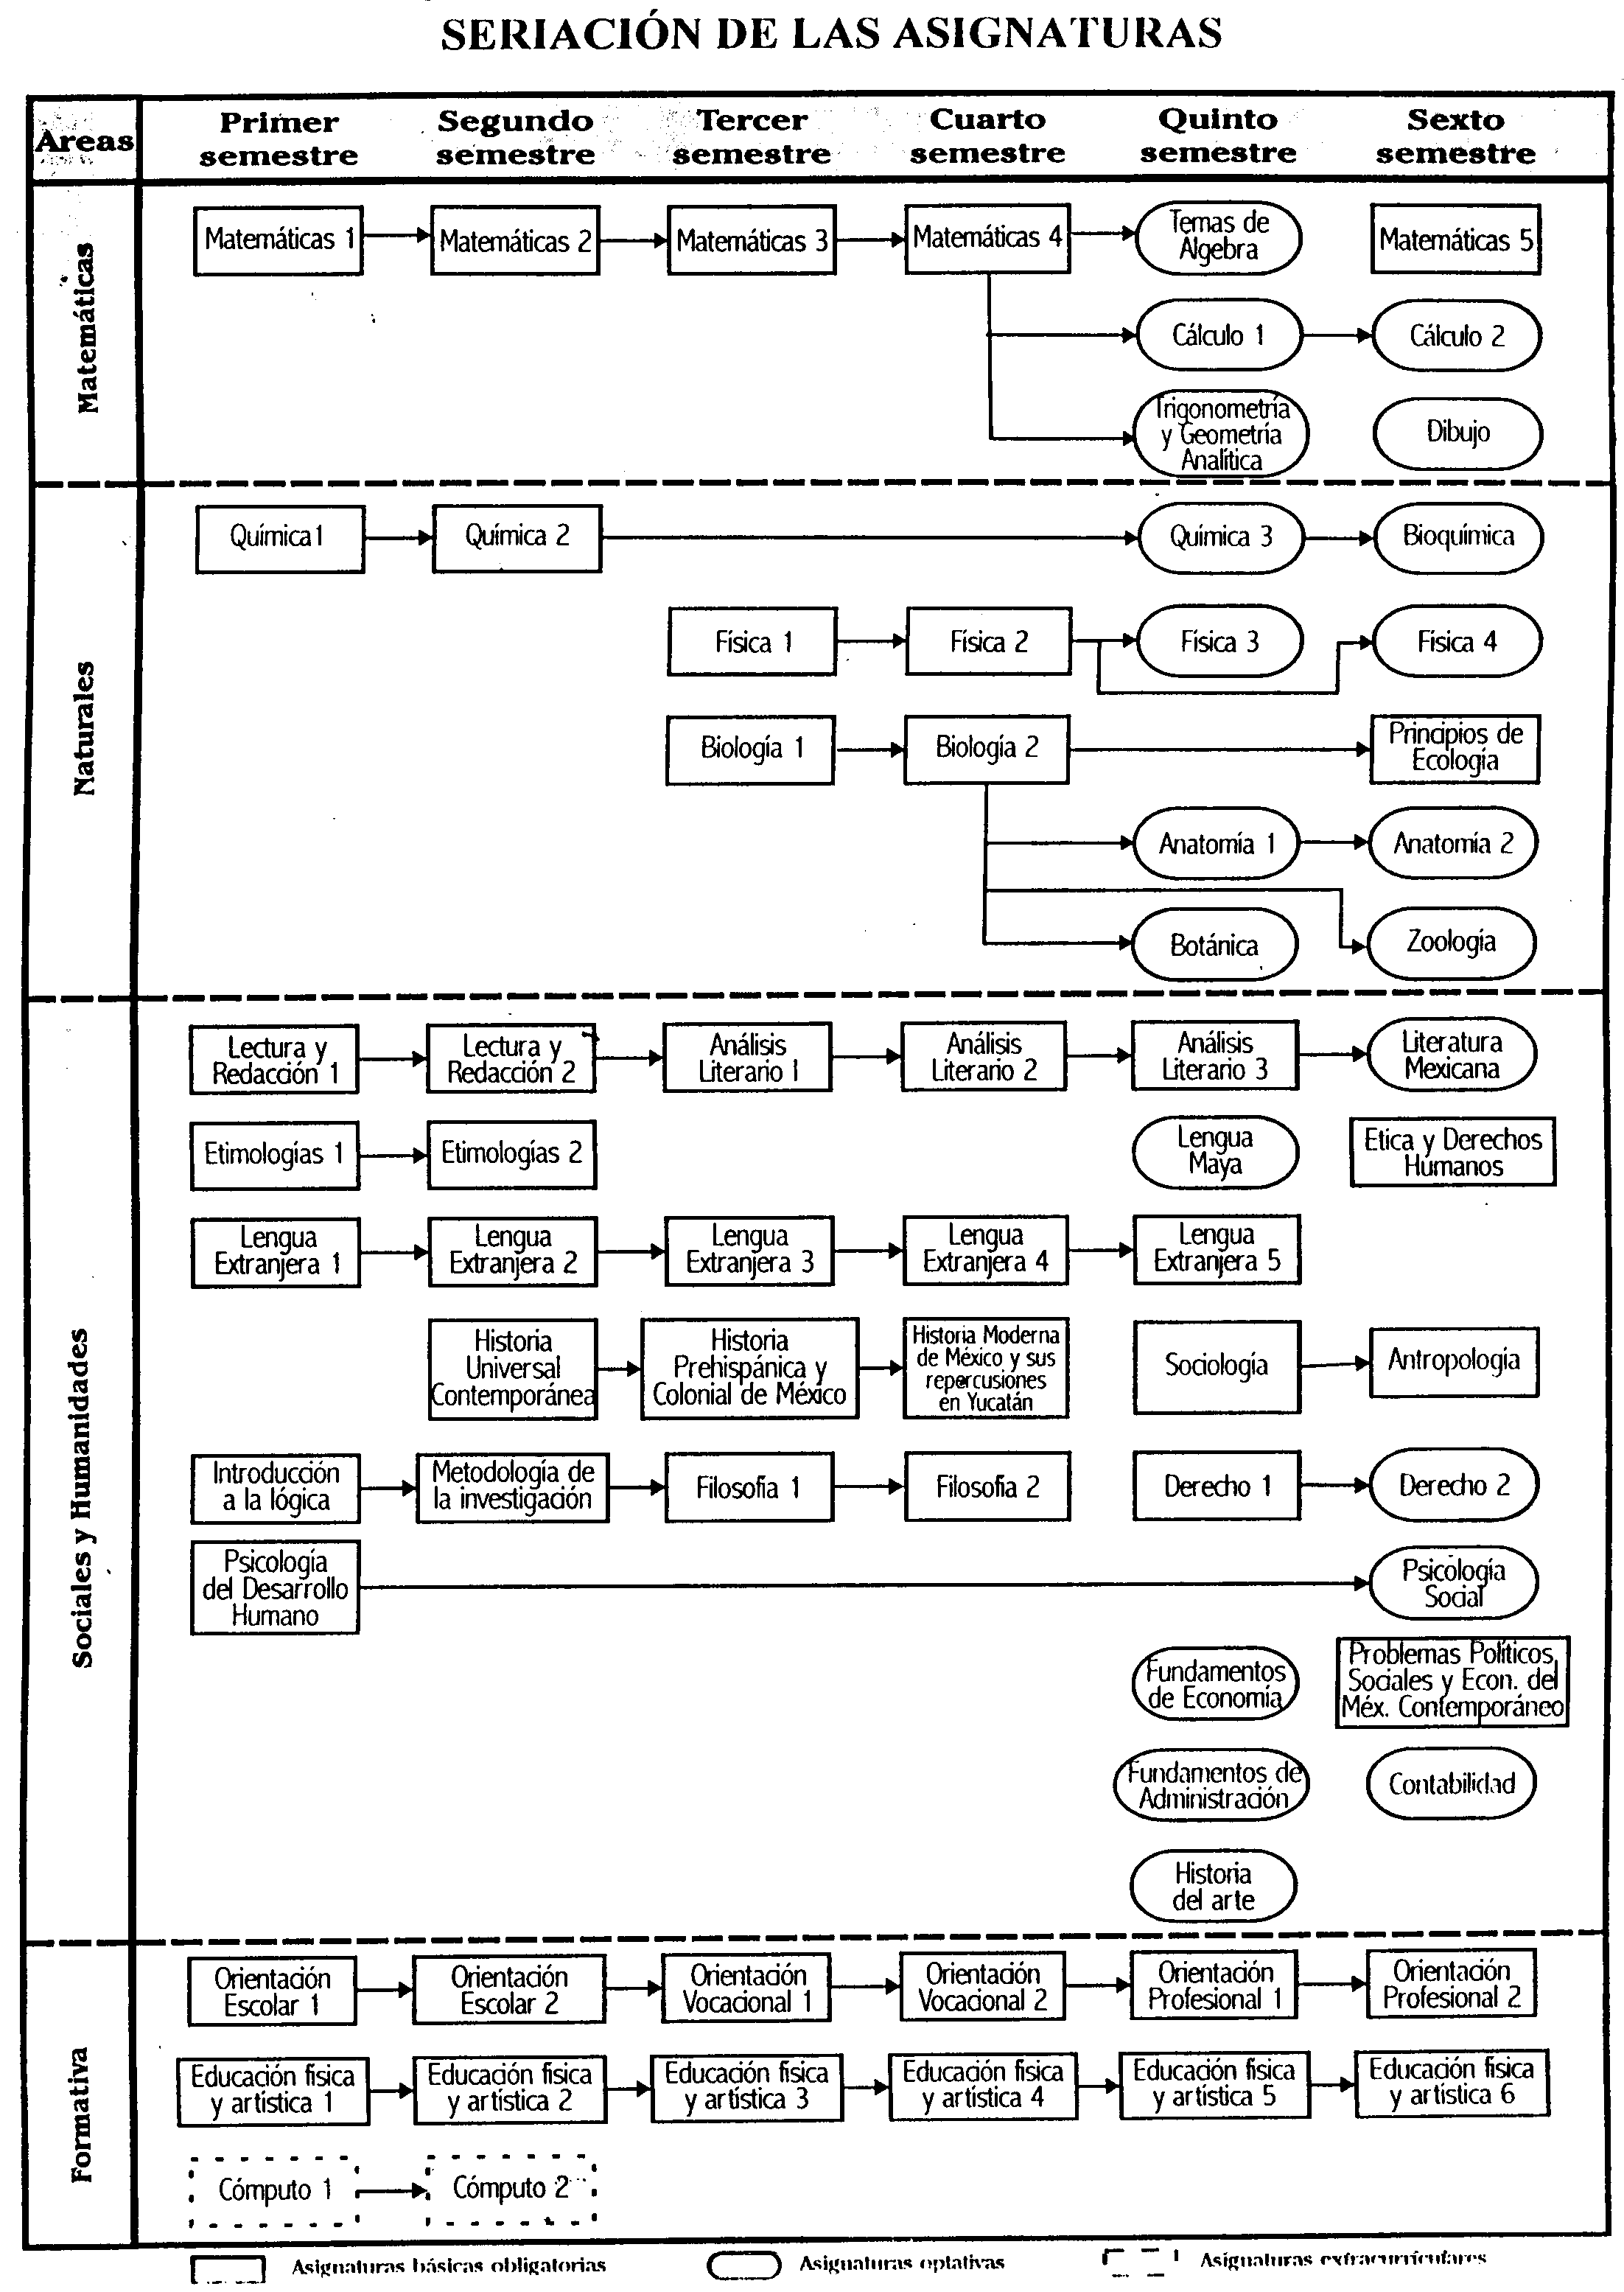 SERIACIÓN DE LAS ASIGNATURAS
Areas
Primer
semestre
Segundo
semestre
Tercer
semestre
Cuarto
semestre
Quinto
semestre
Sexto
semestre
Matemáticas
Matemáticas 1
Matemáticas 2
Matemáticas 3
Matemáticas 4
Temas de
Algebra
Matemáticas 5
Cálculo 1
Cálculo 2
Trigonometría
y Geometría
Analítica
Dibujo
Naturales
Química1
Química 2
Química 3
Bioquímica
Física 1
Física 2
Física 3
Fisica 4
Biología 1
Biología 2
Principios de
Ecología
Anatomía 1
Anatomía 2
Botánica
Zoología
Sociales y Humanidades
Lectura y
Redacción 1
Lectura y
Redacción 2
Análisis
Literario 1
Análisis
Literario 2
Análisis
Literario 3
Literatura
Mexicana
Etimologías 1
Etimologías 2
Lengua
Maya
Etica y Derechos
Humanos
Lengua
Extranjera 1
Lengua
Extranjera 2
Lengua
Extranjera 3
Lengua
Extranjera 4
Lengua
Extranjera 5
Historia
Universal
Contemporánea
Historia
Prehispánica y
Colonial de México
Historia Moderna
de México y sus
repercusiones
en Yucatán
Sociología
Antropología
Introducción
a la lógica
Metodología de
la investigación
Filosofia 1
Filosofia 2
Derecho 1
Derecho 2
Psicología
del Desarrollo
Humano
Psicología
Social
Fundamentos
de Economía
Problemas Políticos,
Sociales y Econ. del
Méx. Contemporáneo
Fundamentos de
Administración
Contabilidad
Historia
del arte
Formativa
Orientación
Escolar 1
Orientación
Escolar 2
Orientación
Vocacional 1
Orientación
Vocacional 2
Orientación
Profesional 1
Orientación
Profesional 2
Educación fisica
y artística 1
Educación fisica
y artística 2
Educación fisica
y artística 3
Educación fisica
y artística 4
Educación fisica
y artística 5
Educación fisica
y artística 6
Cómputo 1
Cómputo 2
Asignaturas básicas obligatorias
Asignaturas optativas
Asignaturas extracurriculares